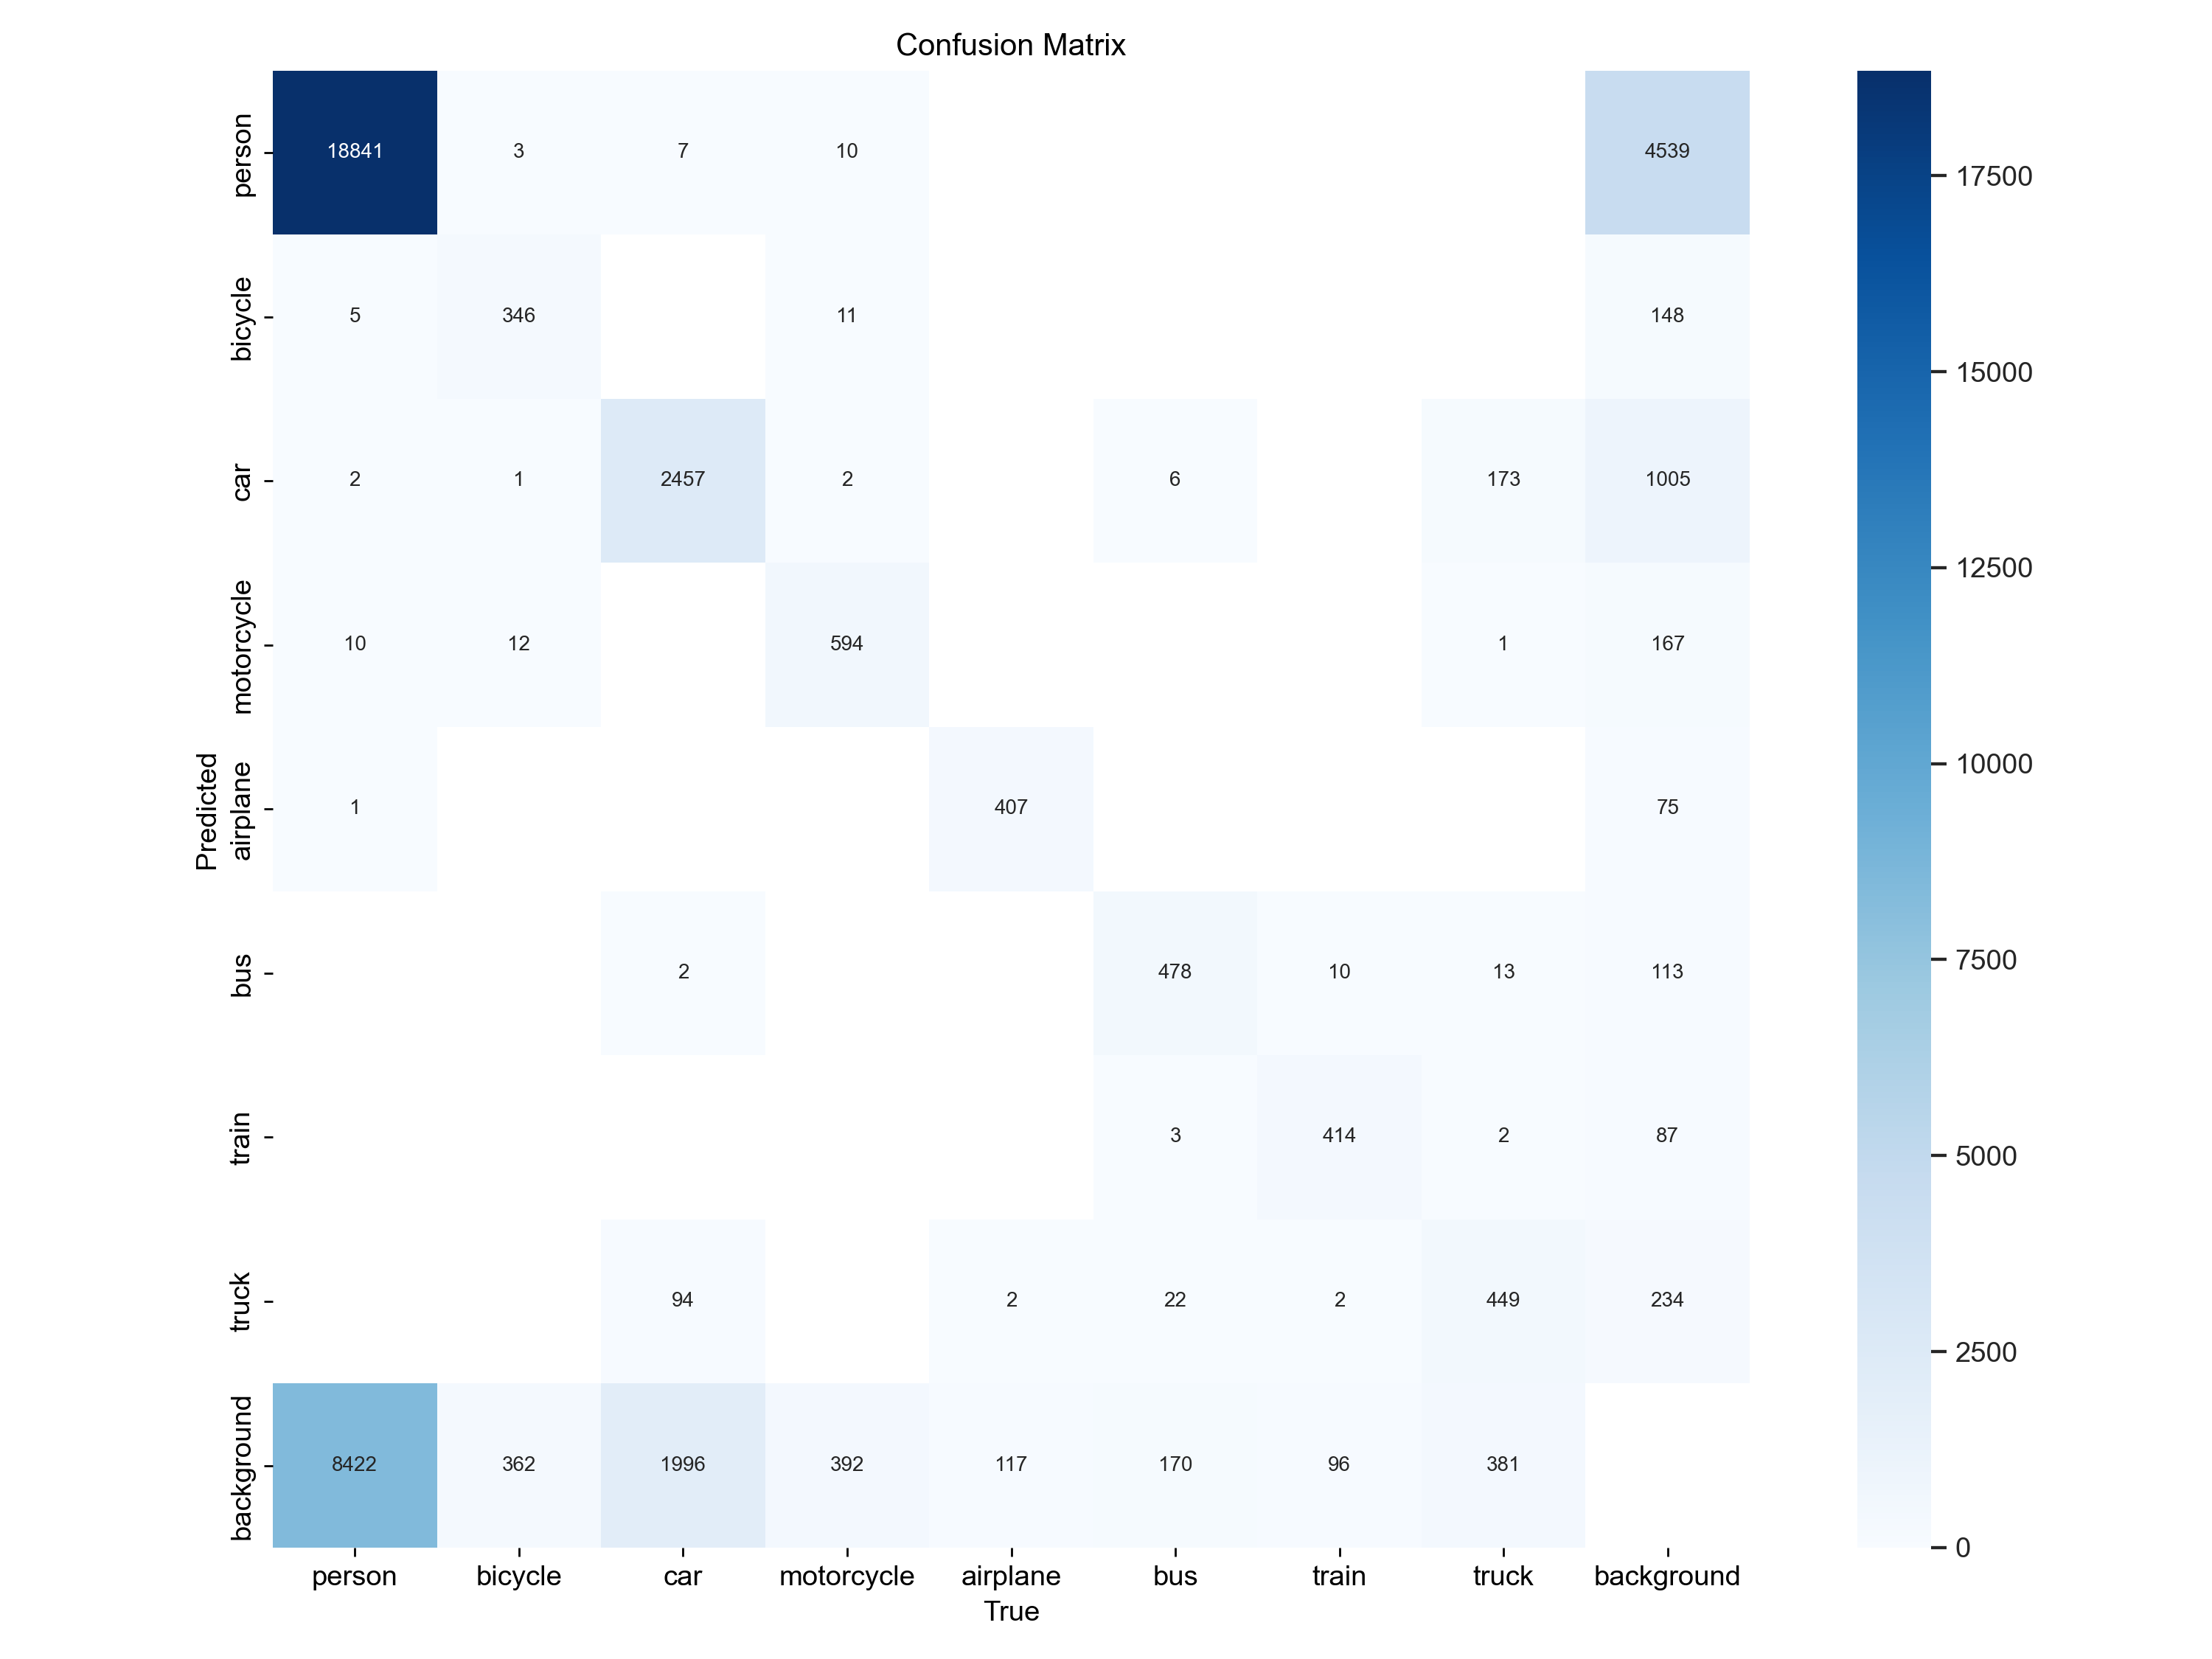 Confusion Matrix
person 18841 3 7 10 4539
bicycle 5 346 11 148
car 2 1 2457 2 6 173 1005
motorcycle 10 12 594 1 167
airplane 1 407 75
bus 2 478 10 13 113
train 3 414 2 87
truck 94 2 22 2 449 234
background 8422 362 1996 392 117 170 96 381
person bicycle car motorcycle airplane bus train truck background
True
Predicted
17500
15000
12500
10000
7500
5000
2500
0